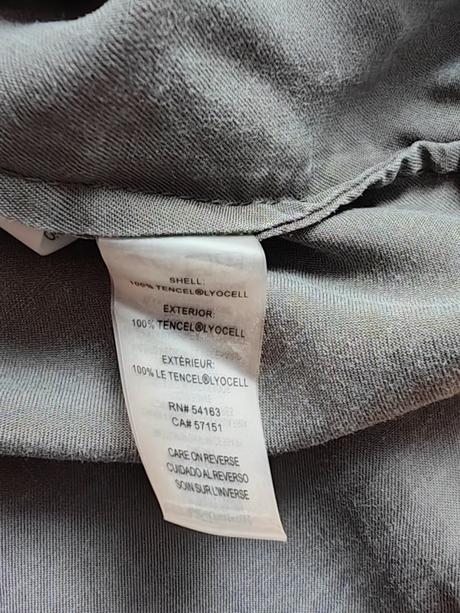 SHELL:
100% TENCEL®LYOCELL
EXTERIOR:
100% TENCEL®LYOCELL
EXTÉRIEUR:
100% LE TENCEL®LYOCELL
RN# 54163
CA# 57151
CARE ON REVERSE
CUIDADO AL REVERSO
SOIN SUR L'INVERSE